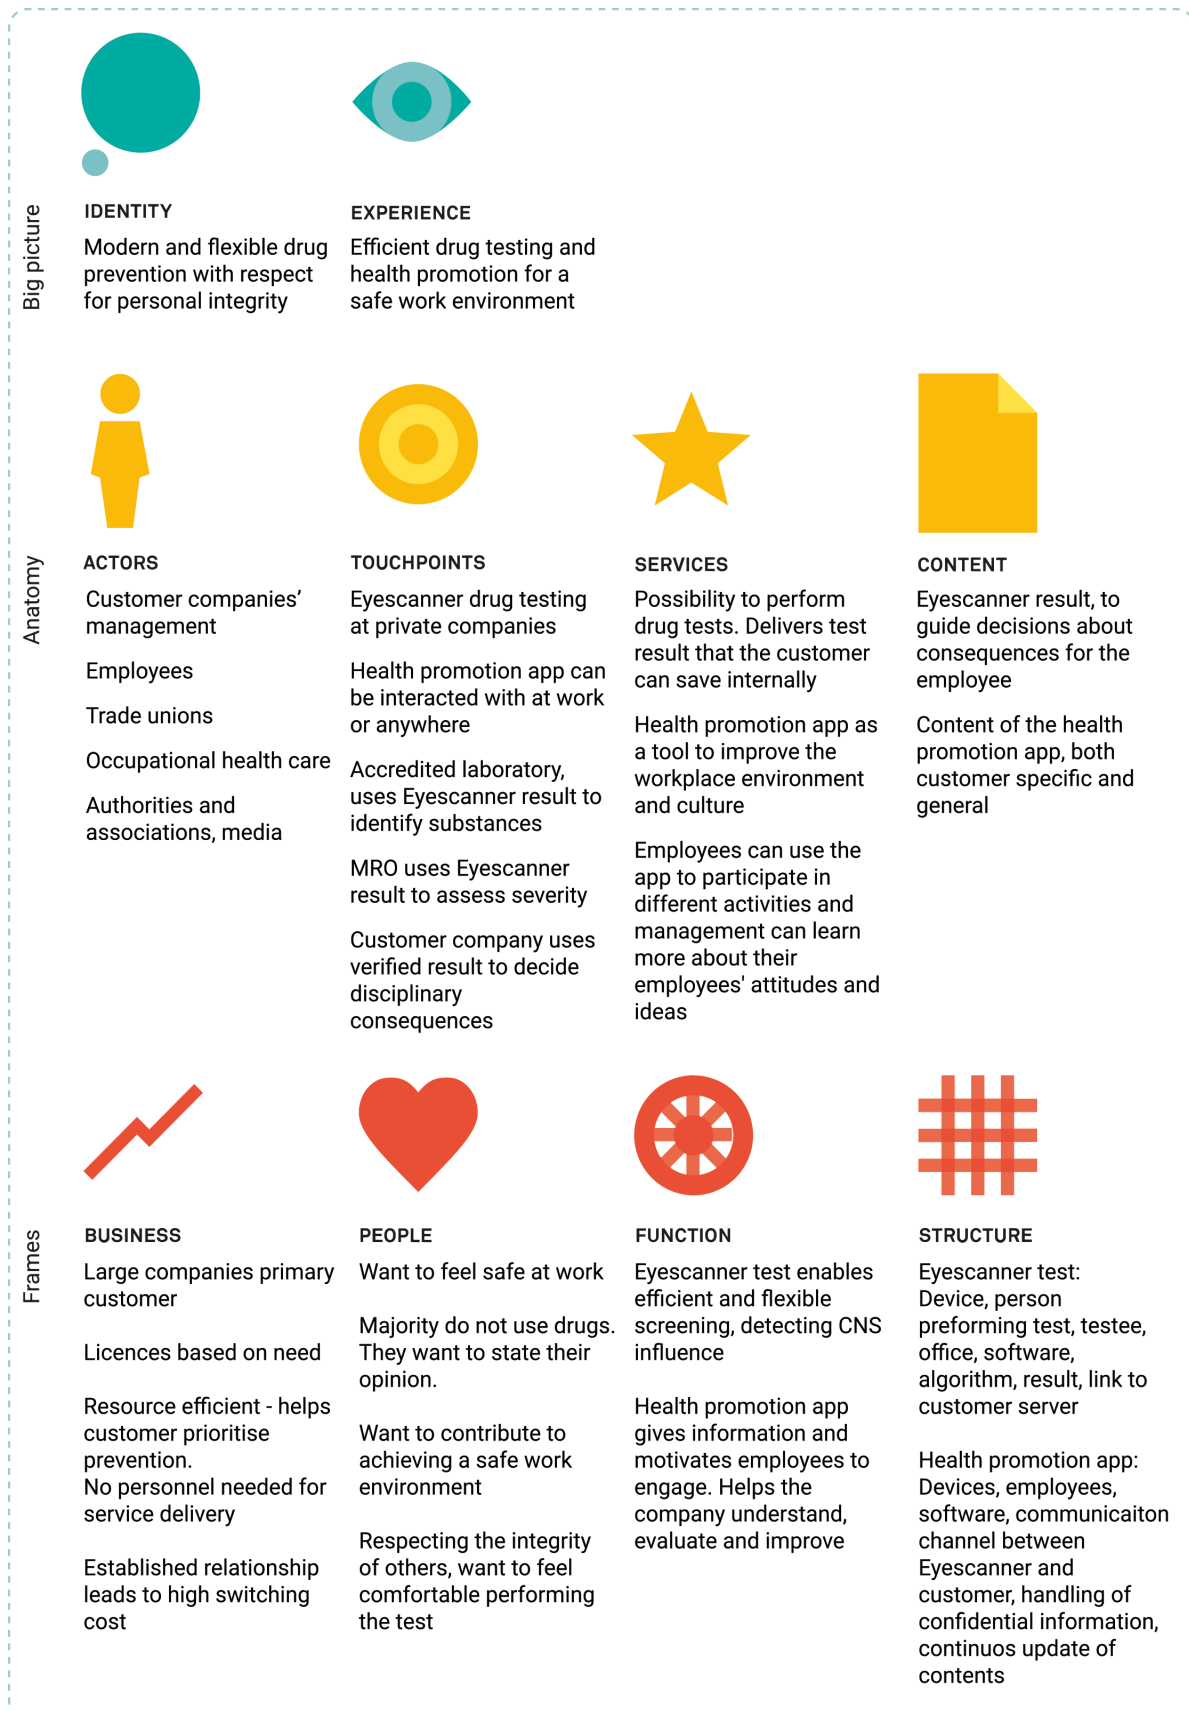 Big picture
IDENTITY
Modern and flexible drug
prevention with respect
for personal integrity
EXPERIENCE
Efficient drug testing and
health promotion for a
safe work environment
Anatomy
ACTORS
Customer companies’
management
Employees
Trade unions
Occupational health care
Authorities and
associations, media
TOUCHPOINTS
Eyescanner drug testing
at private companies
Health promotion app can
be interacted with at work
or anywhere
Accredited laboratory,
uses Eyescanner result to
identify substances
MRO uses Eyescanner
result to assess severity
Customer company uses
verified result to decide
disciplinary
consequences
SERVICES
Possibility to perform
drug tests. Delivers test
result that the customer
can save internally
Health promotion app as
a tool to improve the
workplace environment
and culture
Employees can use the
app to participate in
different activities and
management can learn
more about their
employees' attitudes and
ideas
CONTENT
Eyescanner result, to
guide decisions about
consequences for the
employee
Content of the health
promotion app, both
customer specific and
general
Frames
BUSINESS
Large companies primary
customer
Licences based on need
Resource efficient - helps
customer prioritise
prevention.
No personnel needed for
service delivery
Established relationship
leads to high switching
cost
PEOPLE
Want to feel safe at work
Majority do not use drugs.
They want to state their
opinion.
Want to contribute to
achieving a safe work
environment
Respecting the integrity
of others, want to feel
comfortable performing
the test
FUNCTION
Eyescanner test enables
efficient and flexible
screening, detecting CNS
influence
Health promotion app
gives information and
motivates employees to
engage. Helps the
company understand,
evaluate and improve
STRUCTURE
Eyescanner test:
Device, person
preforming test, testee,
office, software,
algorithm, result, link to
customer server
Health promotion app:
Devices, employees,
software, communicaiton
channel between
Eyescanner and
customer, handling of
confidential information,
continuos update of
contents